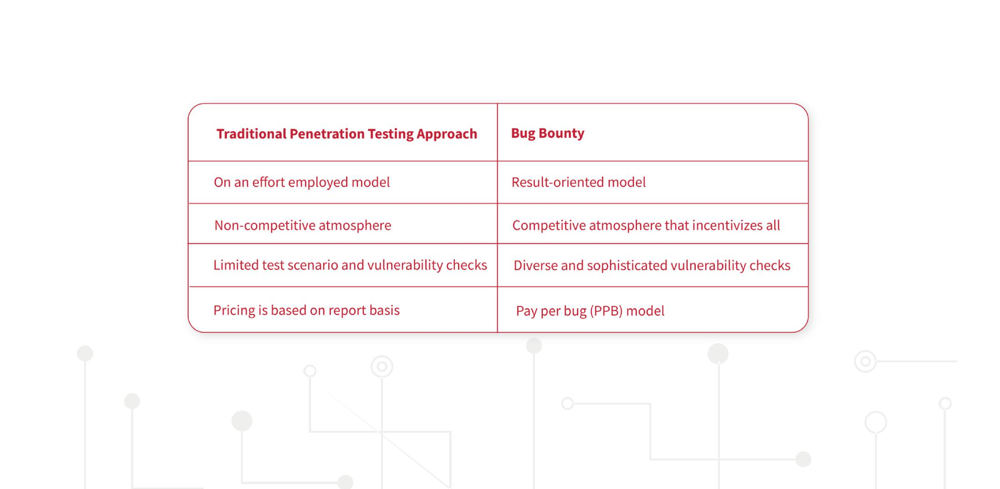 Traditional Penetration Testing Approach
Bug Bounty
On an effort employed model
Result-oriented model
Non-competitive atmosphere
Competitive atmosphere that incentivizes all
Limited test scenario and vulnerability checks
Diverse and sophisticated vulnerability checks
Pricing is based on report basis
Pay per bug (PPB) model